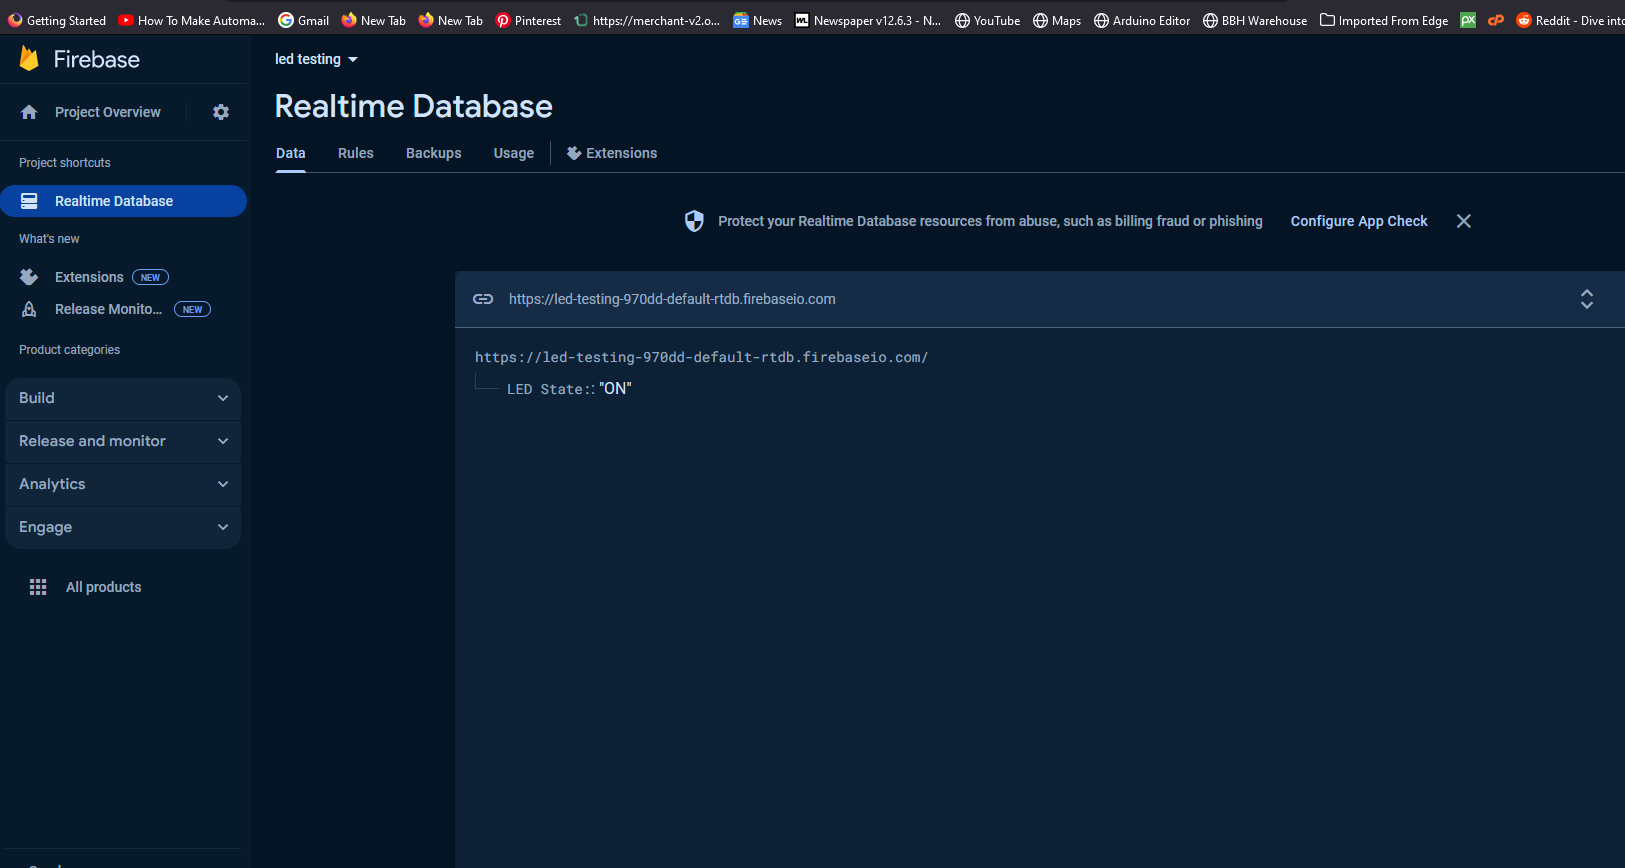 Getting Started How To Make Automa... Gmail New Tab New Tab Pinterest https://merchant-v2.o... News Newspaper v12.6.3 - N... YouTube Maps Arduino Editor BBH Warehouse Imported From Edge Reddit - Dive into
Firebase
led testing
Project Overview
Realtime Database
Data Rules Backups Usage Extensions
Project shortcuts
Realtime Database
What's new
Extensions NEW
Release Monito... NEW
Product categories
Build
Release and monitor
Analytics
Engage
All products
Protect your Realtime Database resources from abuse, such as billing fraud or phishing Configure App Check
https://led-testing-970dd-default-rtdb.firebaseio.com
https://led-testing-970dd-default-rtdb.firebaseio.com/
LED State:: "ON"